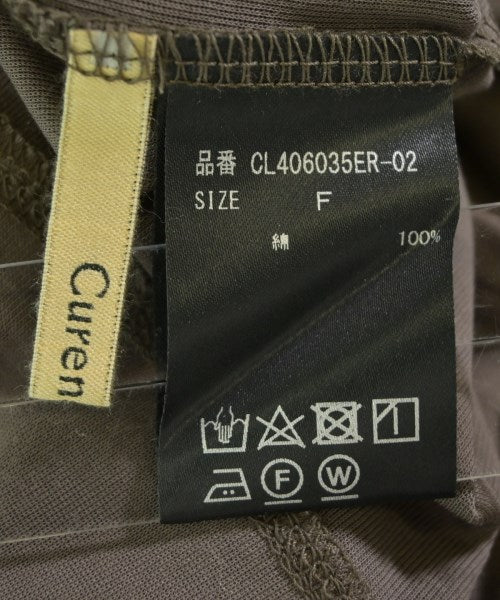 品番 CL406035ER-02
SIZE F
綿 100%
F W
Curen